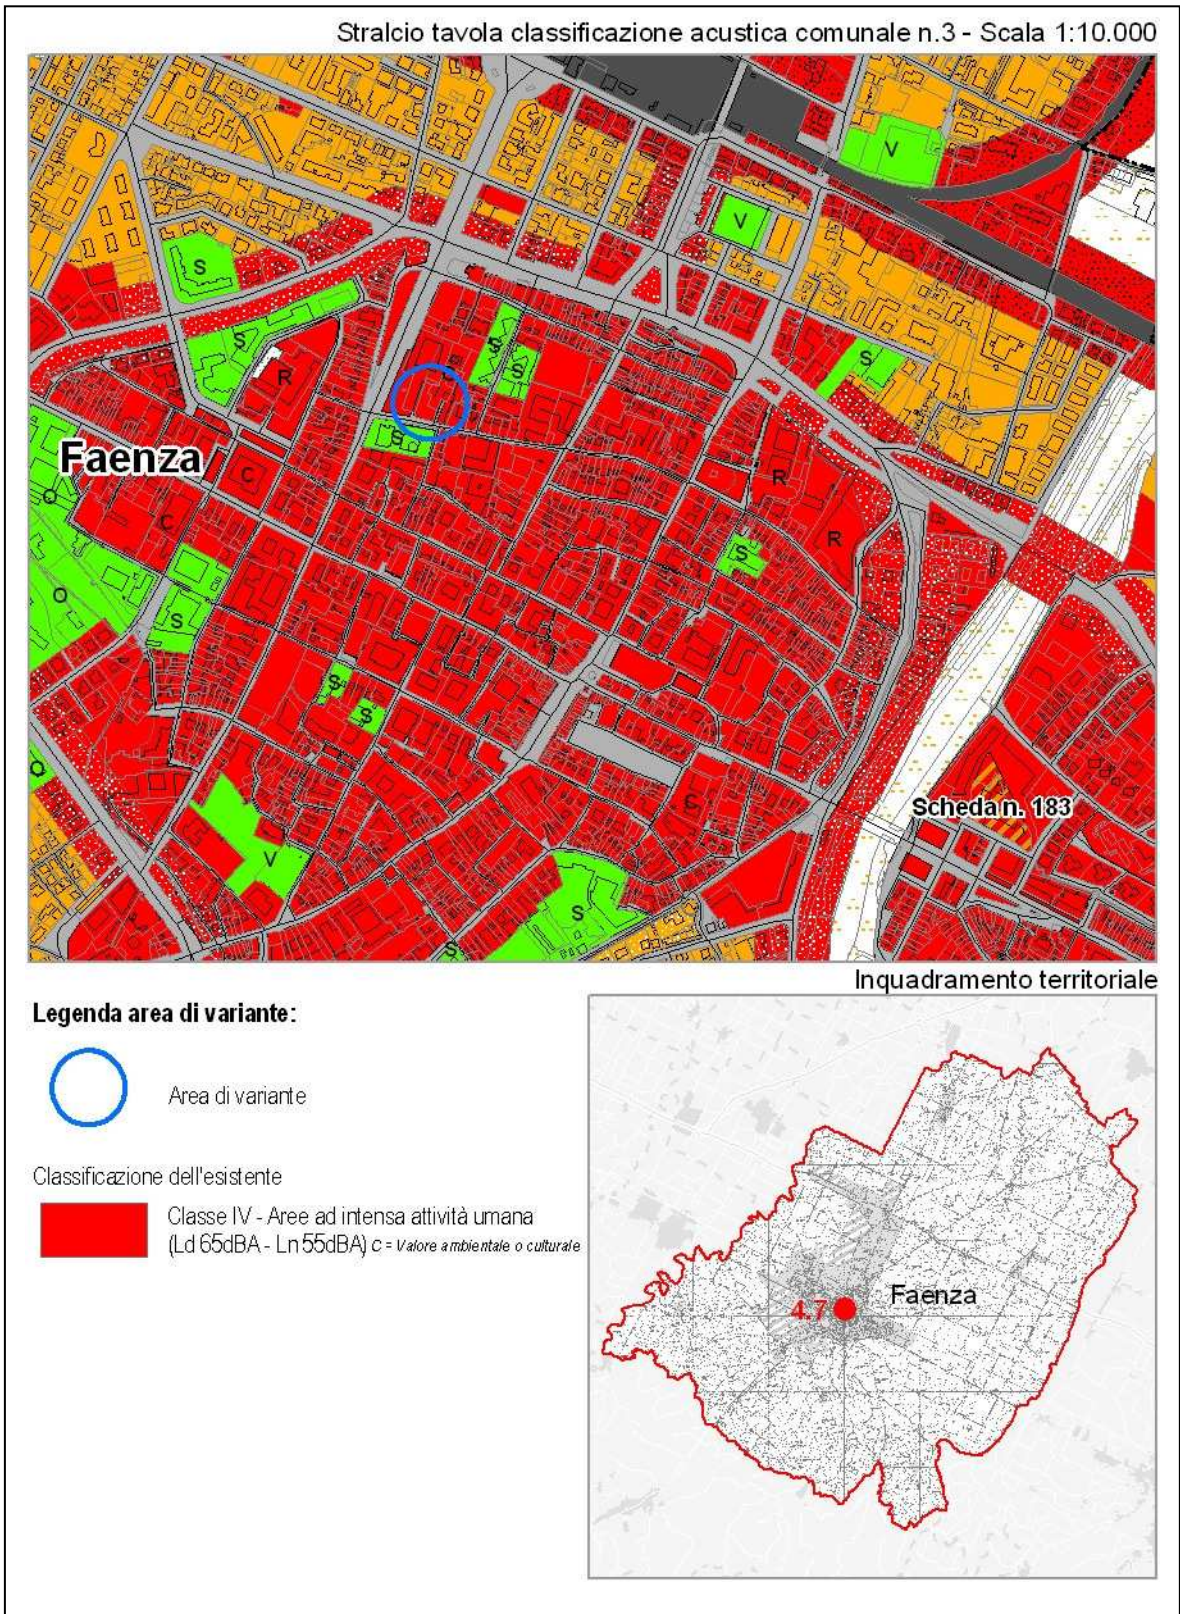 Stralcio tavola classificazione acustica comunale n.3 - Scala 1:10.000
V
V
S
S
S
S
S
R
S
Faenza
C
R
O
C
R
S
O
S
S
S
O
C
Scheda n. 183
V
S
S
Inquadramento territoriale
Legenda area di variante:
Area di variante
Classificazione dell'esistente
Classe IV - Aree ad intensa attività umana
(Ld 65dBA - Ln 55dBA) C = Valore ambientale o culturale
Faenza
4.7